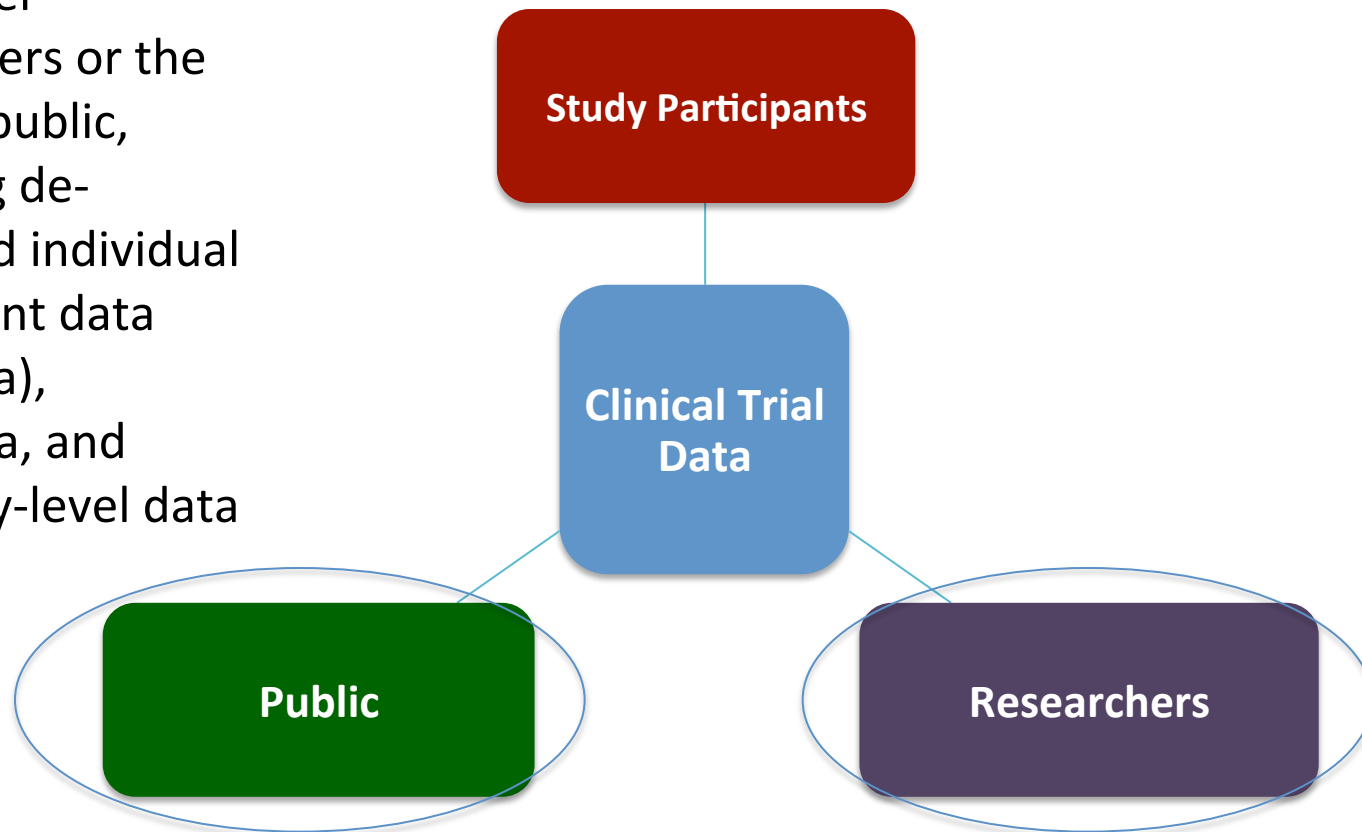 ers or the
public,
g de-
d individual
nt data
a),
a, and
y-level data
Study Participants
Clinical Trial
Data
Public
Researchers